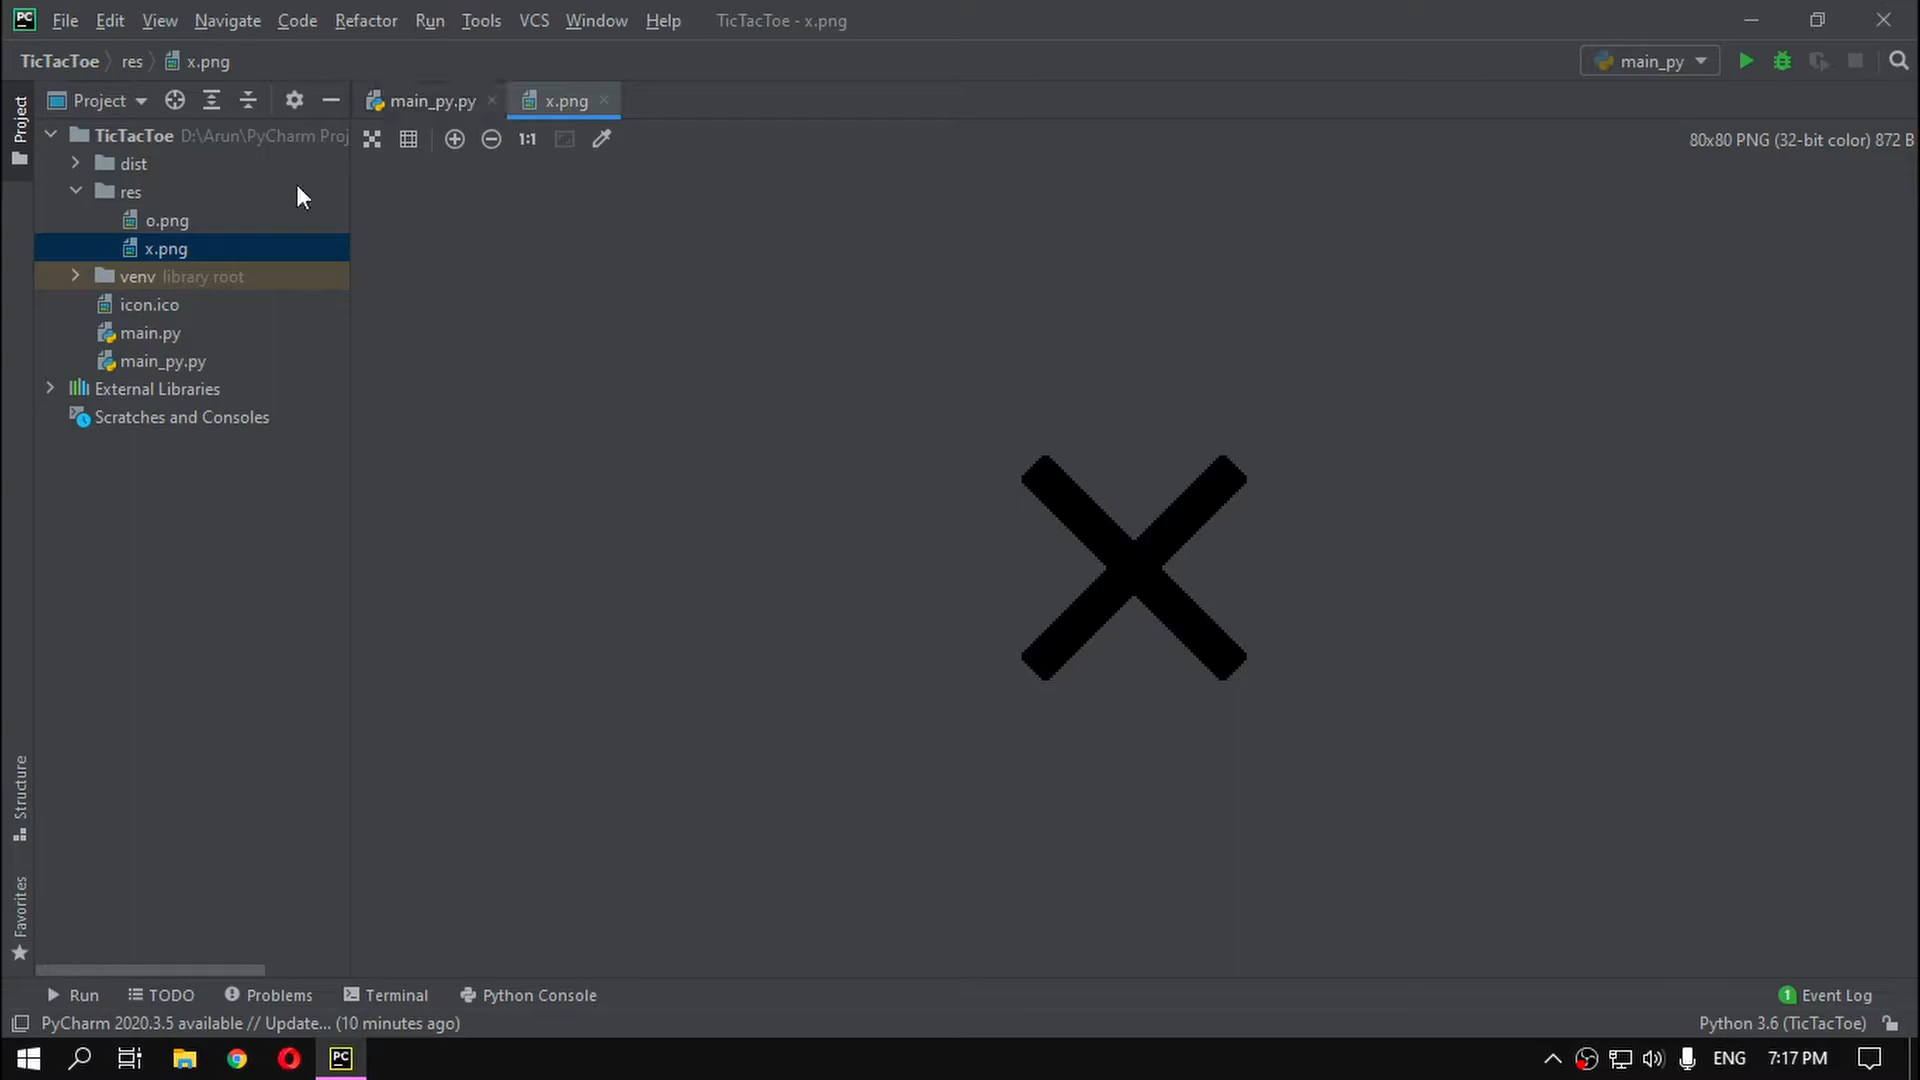 PC File Edit View Navigate Code Refactor Run Tools VCS Window Help TicTacToe - x.png
TicTacToe res x.png main_py
Project main_py.py x.png
1:1 80x80 PNG (32-bit color) 872 B
Project
TicTacToe D:\Arun\PyCharm Proj
dist
res
o.png
x.png
venv library root
icon.ico
main.py
main_py.py
External Libraries
Scratches and Consoles
Structure
Favorites
Run TODO Problems Terminal Python Console 1 Event Log
PyCharm 2020.3.5 available // Update... (10 minutes ago) Python 3.6 (TicTacToe)
PC ENG 7:17 PM